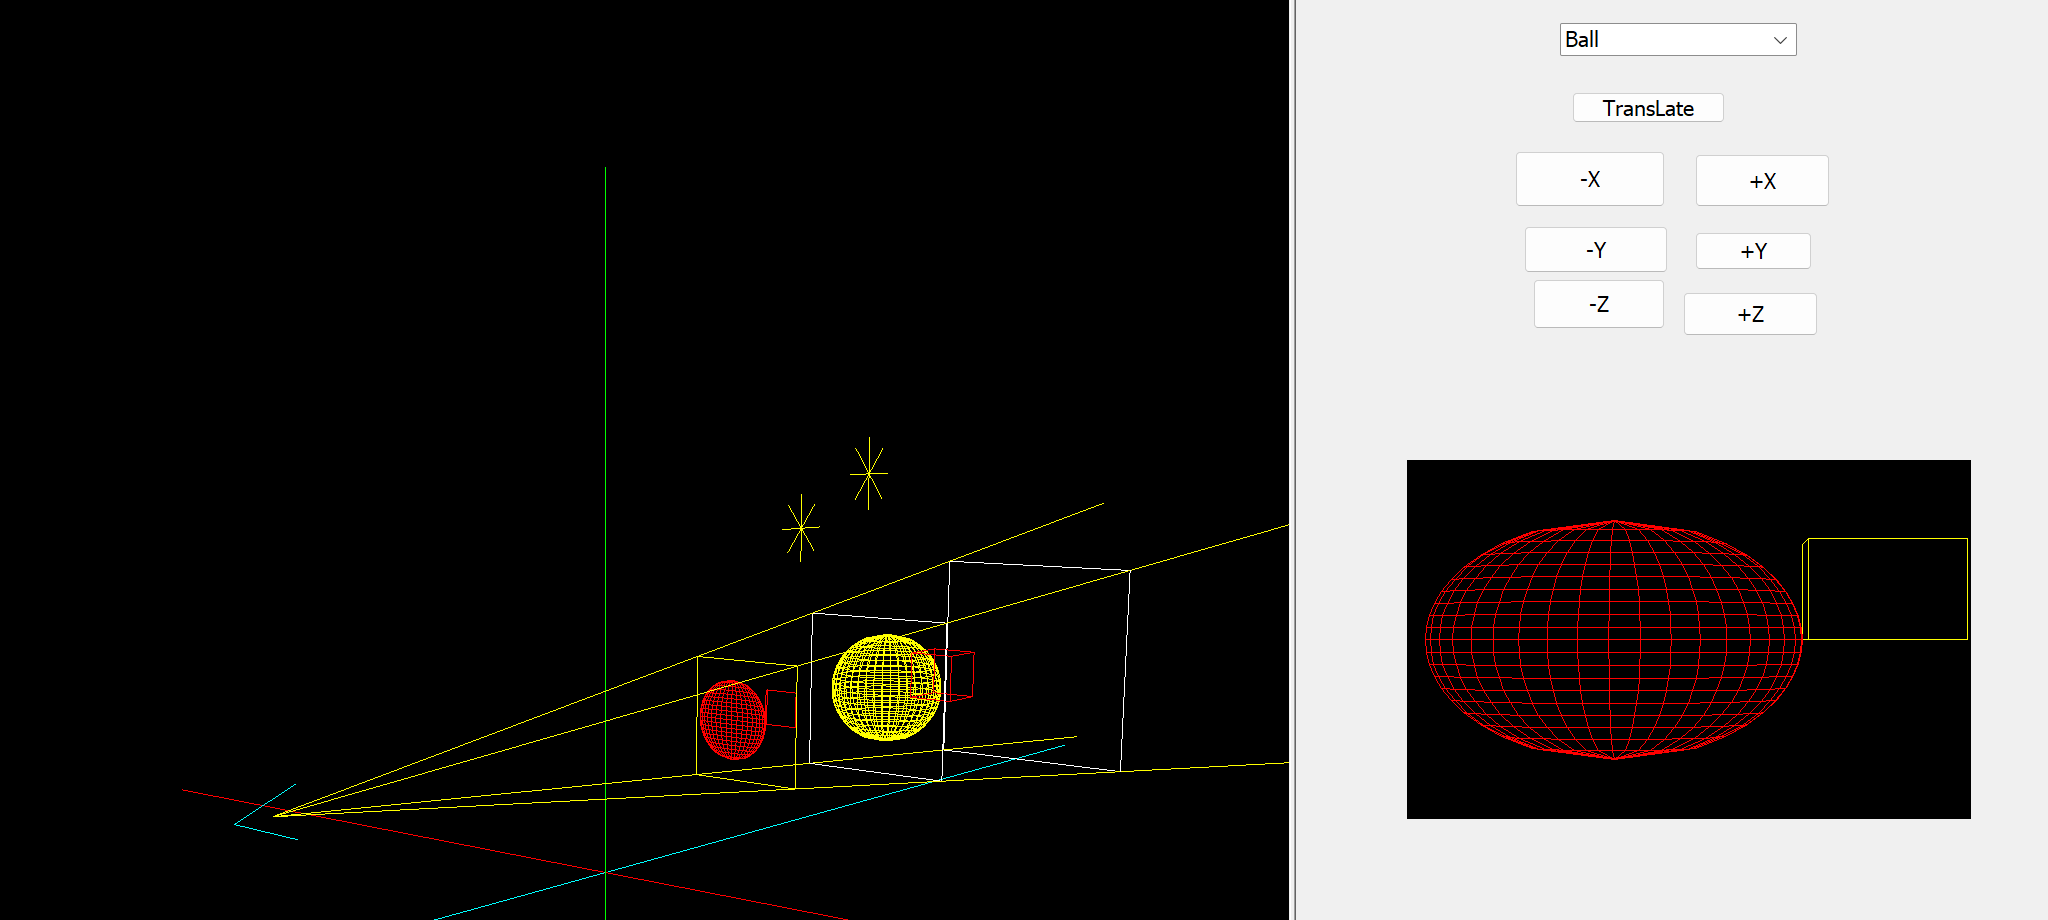 Ball
TransLate
-X
+X
-Y
+Y
-Z
+Z